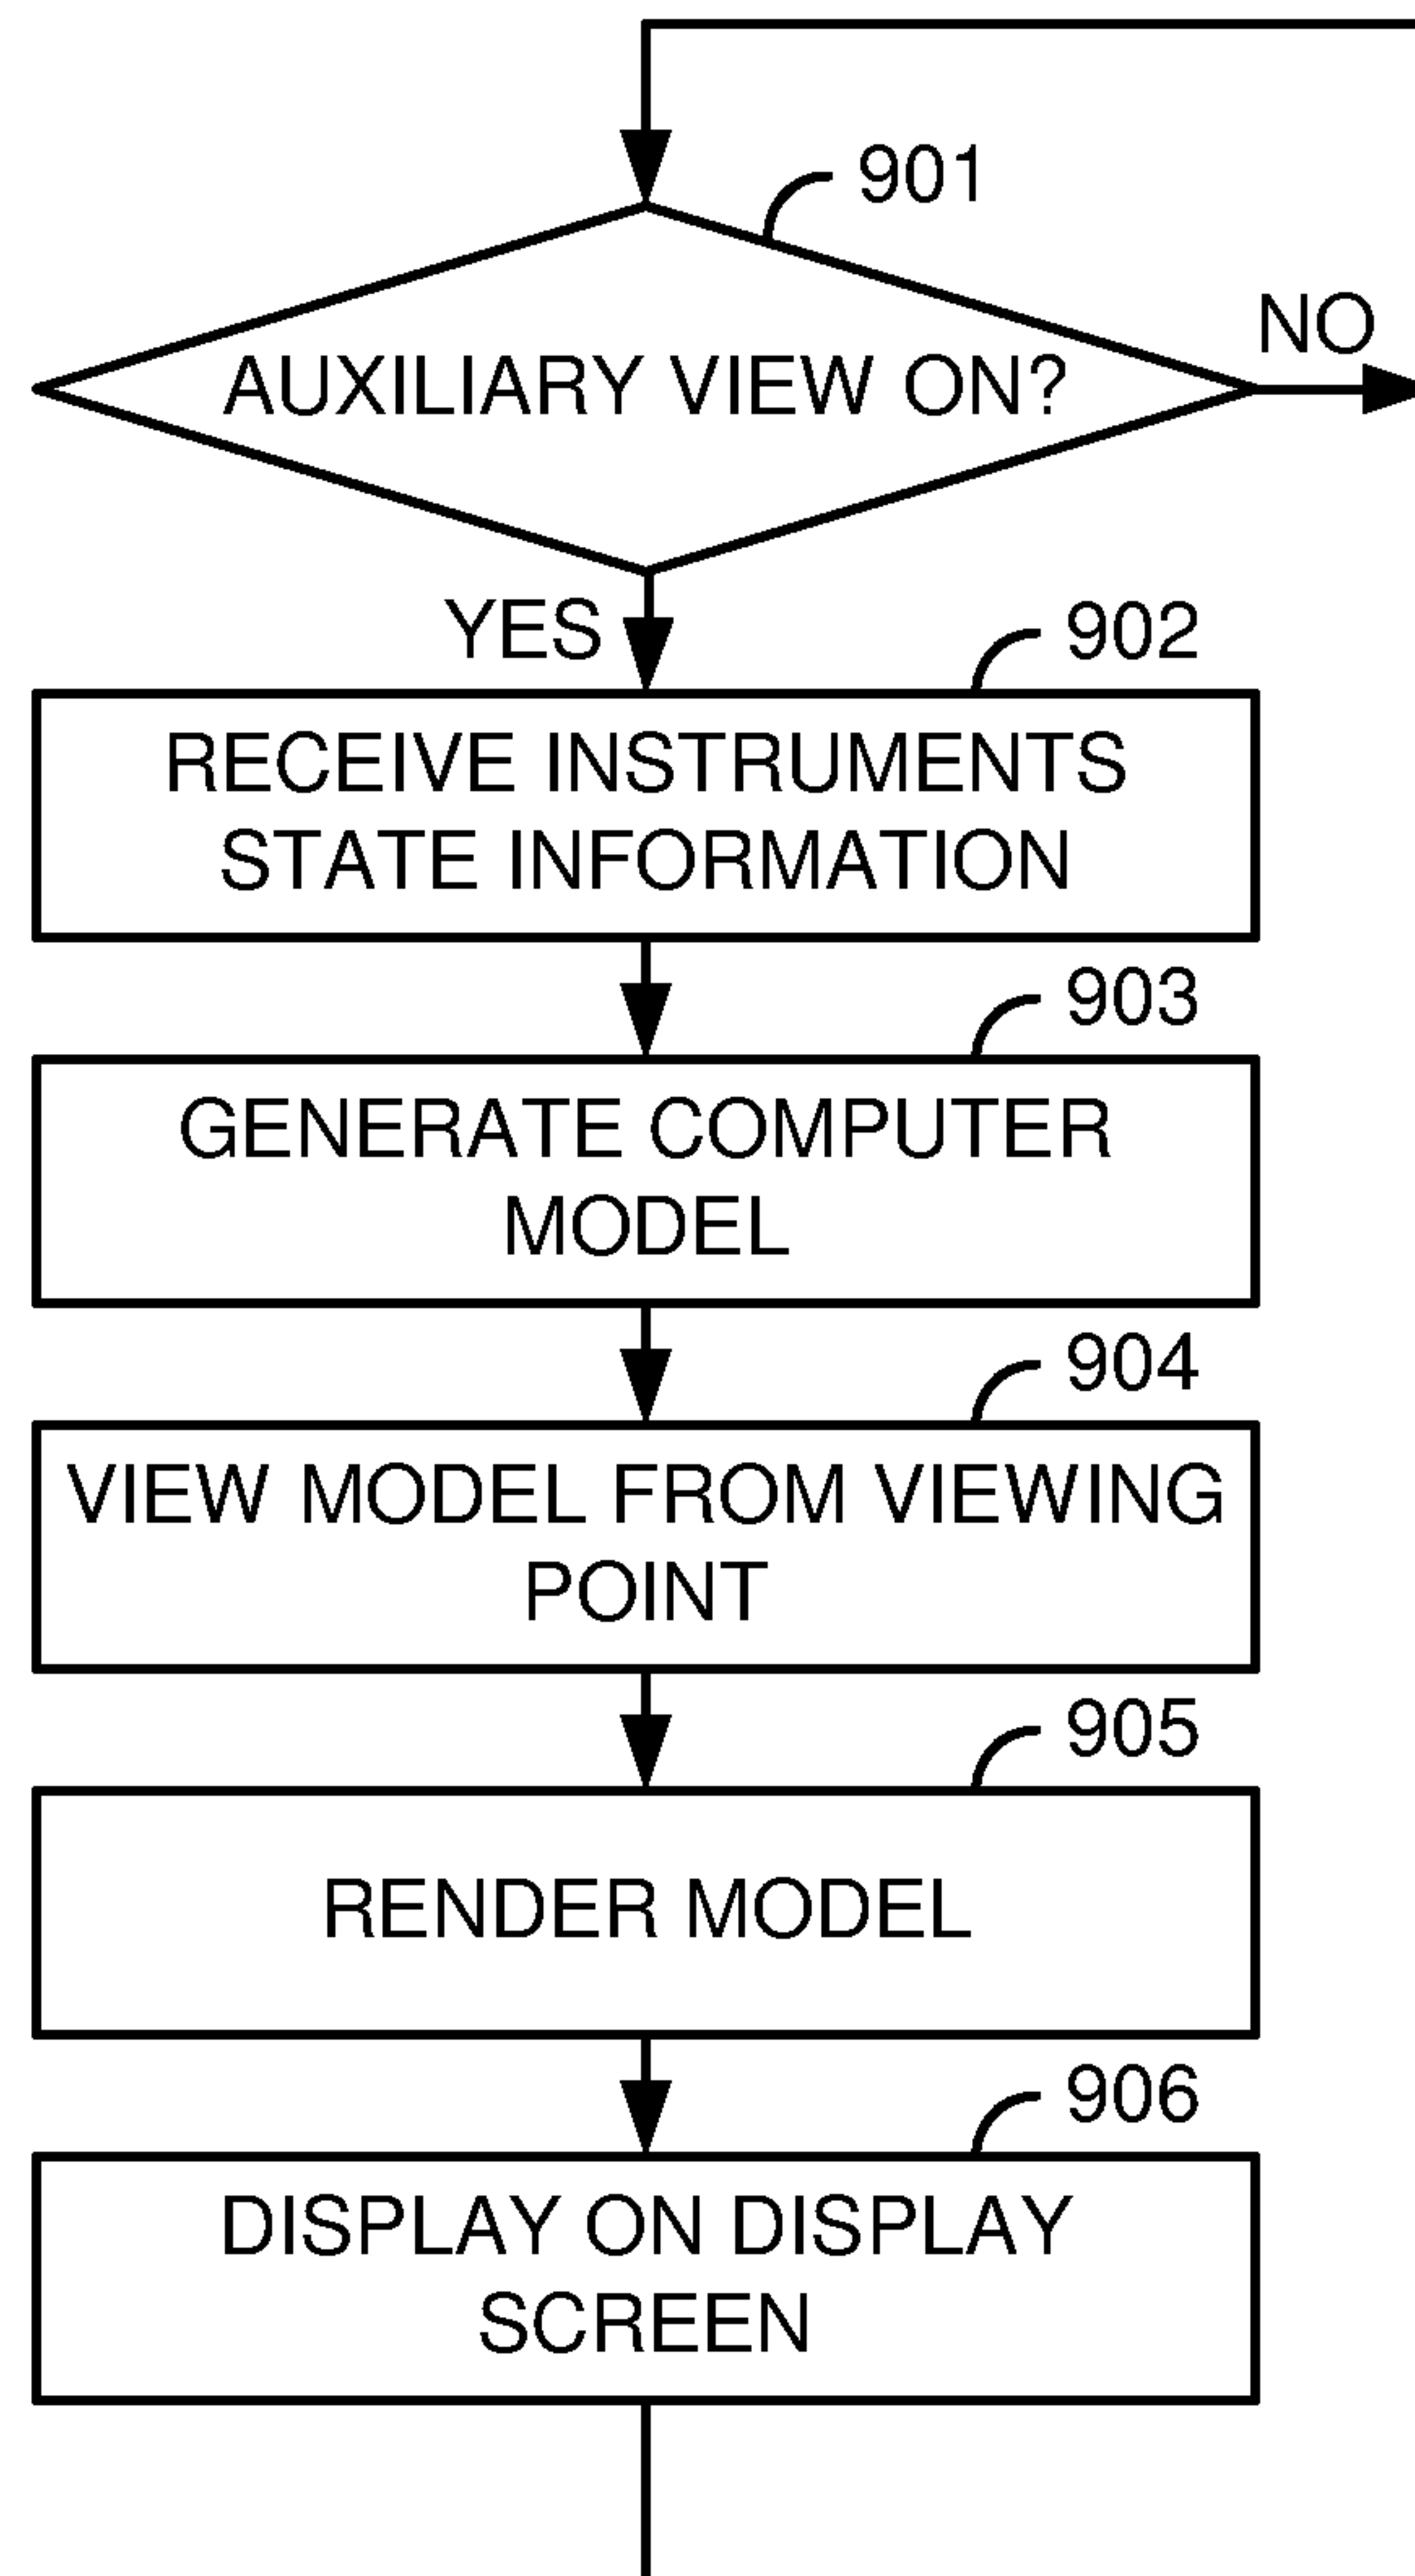 901
NO
AUXILIARY VIEW ON?
YES
902
RECEIVE INSTRUMENTS
STATE INFORMATION
903
GENERATE COMPUTER
MODEL
904
VIEW MODEL FROM VIEWING
POINT
905
RENDER MODEL
906
DISPLAY ON DISPLAY
SCREEN